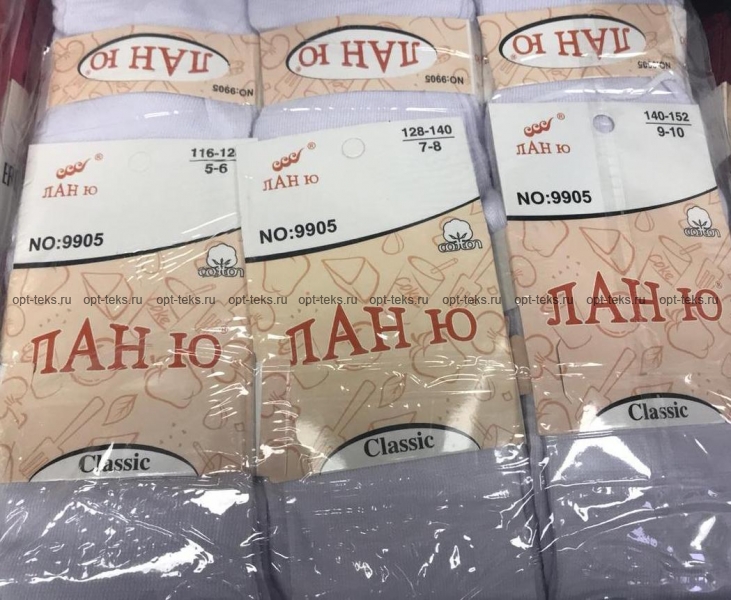 ЛАН Ю
NO:9905
ЛАН Ю
NO:9905
ЛАН Ю
NO:9905
ЛАН Ю
116-12
5-6
NO:9905
cotton
ЛАН Ю
Classic
ЛАН Ю
128-140
7-8
NO:9905
cotton
ЛАН Ю
Classic
ЛАН Ю
140-152
9-10
NO:9905
cotton
ЛАН Ю
Classic
opt-teks.ru opt-teks.ru opt-teks.ru opt-teks.ru opt-teks.ru opt-teks.ru opt-teks.ru opt-teks.ru opt-teks.ru opt-teks.ru